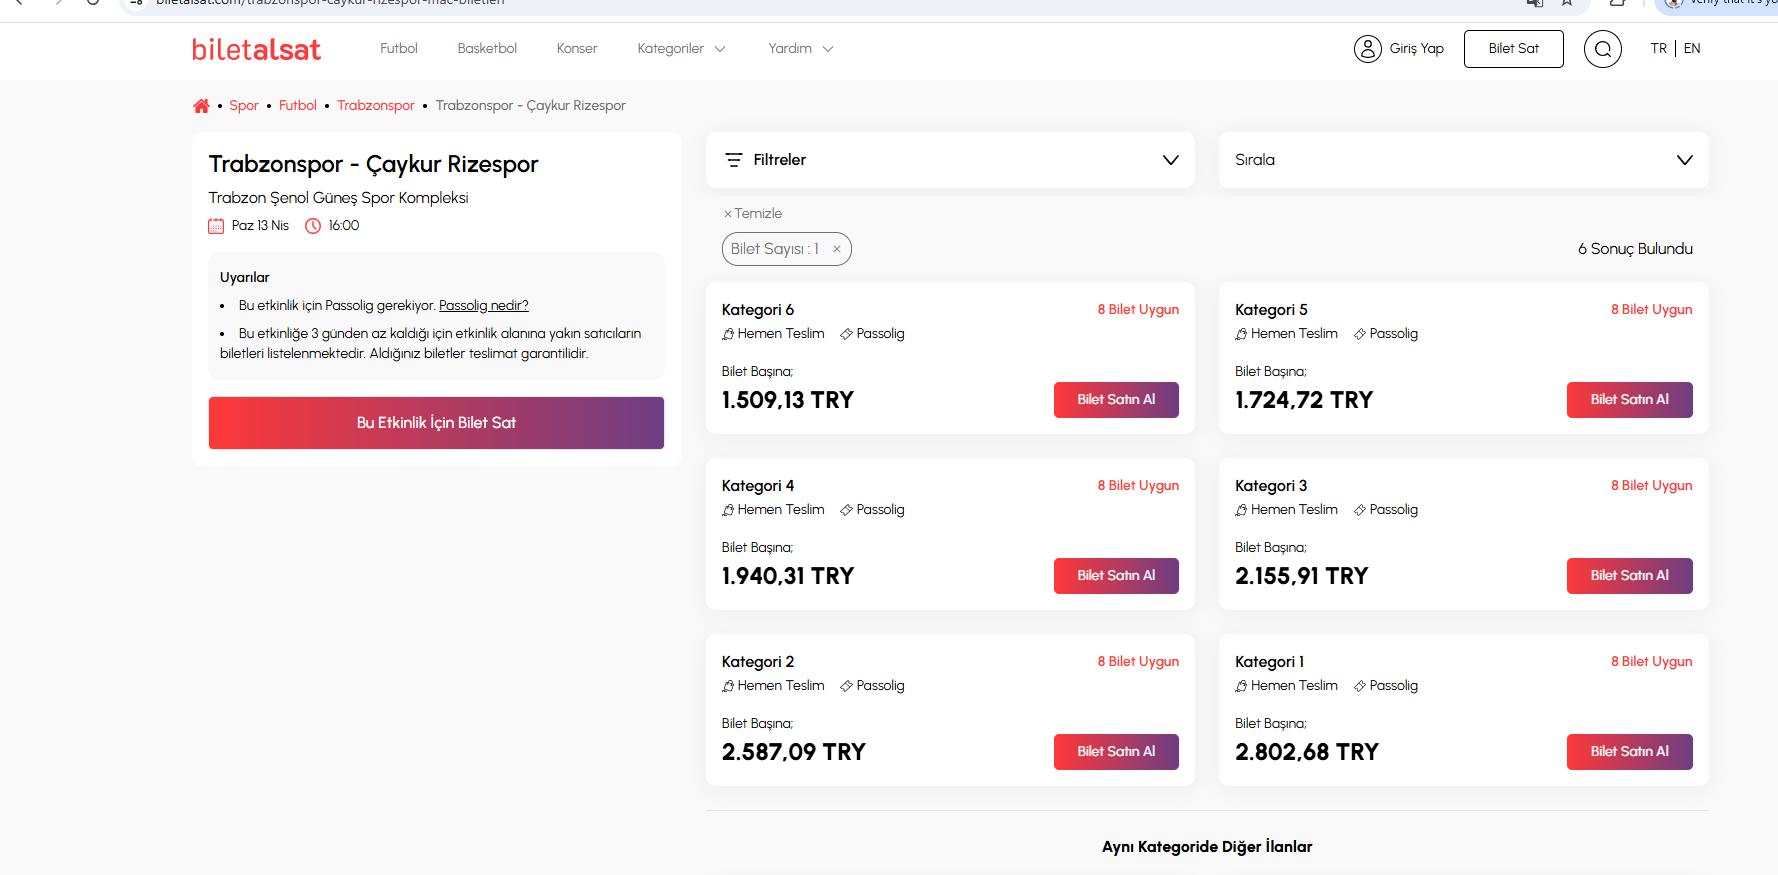 biletalsat.com/trabzonspor-caykur-rizespor-mac-biletleri
biletalsat
Futbol
Basketbol
Konser
Kategoriler
Yardım
Giriş Yap
Bilet Sat
TR | EN
Spor • Futbol • Trabzonspor • Trabzonspor - Çaykur Rizespor
Trabzonspor - Çaykur Rizespor
Trabzon Şenol Güneş Spor Kompleksi
Paz 13 Nis 16:00
Uyarılar
• Bu etkinlik için Passolig gerekiyor. Passolig nedir?
• Bu etkinliğe 3 günden az kaldığı için etkinlik alanına yakın satıcıların
biletleri listelenmektedir. Aldığınız biletler teslimat garantilidir.
Bu Etkinlik İçin Bilet Sat
Filtreler
Sırala
× Temizle
Bilet Sayısı : 1 ×
6 Sonuç Bulundu
Kategori 6
8 Bilet Uygun
Hemen Teslim Passolig
Bilet Başına;
1.509,13 TRY
Bilet Satın Al
Kategori 5
8 Bilet Uygun
Hemen Teslim Passolig
Bilet Başına;
1.724,72 TRY
Bilet Satın Al
Kategori 4
8 Bilet Uygun
Hemen Teslim Passolig
Bilet Başına;
1.940,31 TRY
Bilet Satın Al
Kategori 3
8 Bilet Uygun
Hemen Teslim Passolig
Bilet Başına;
2.155,91 TRY
Bilet Satın Al
Kategori 2
8 Bilet Uygun
Hemen Teslim Passolig
Bilet Başına;
2.587,09 TRY
Bilet Satın Al
Kategori 1
8 Bilet Uygun
Hemen Teslim Passolig
Bilet Başına;
2.802,68 TRY
Bilet Satın Al
Aynı Kategoride Diğer İlanlar